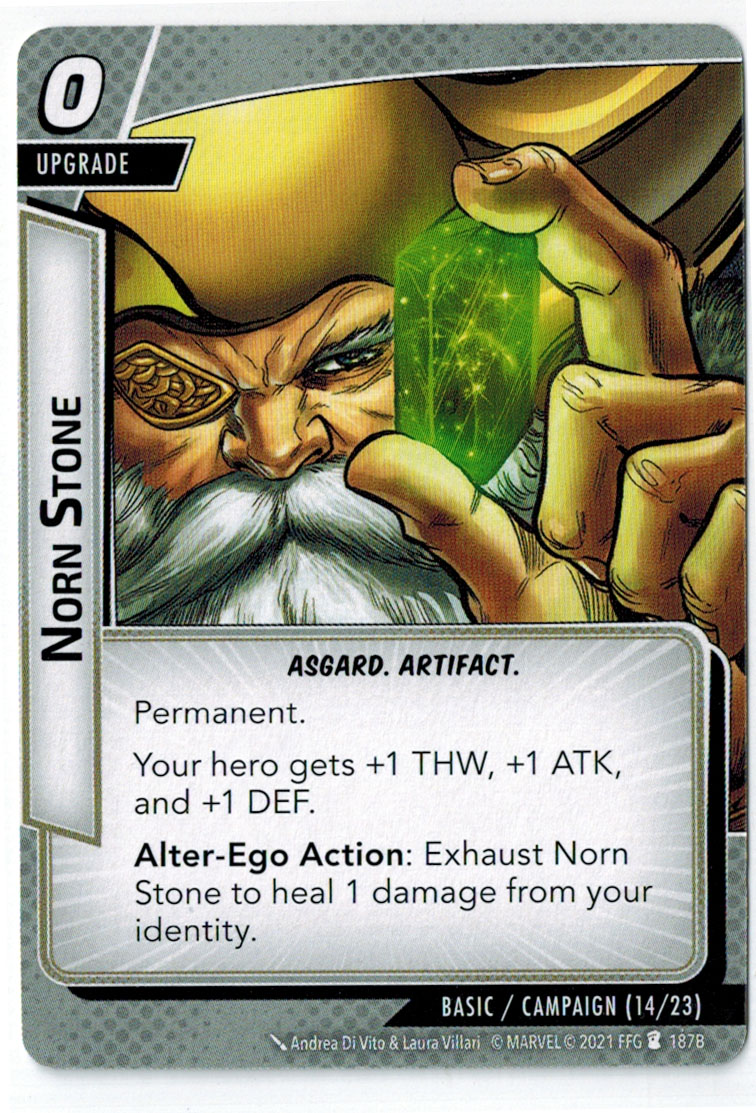 0
UPGRADE
NORN STONE
ASGARD. ARTIFACT.
Permanent.
Your hero gets +1 THW, +1 ATK,
and +1 DEF.
Alter-Ego Action: Exhaust Norn
Stone to heal 1 damage from your
identity.
BASIC / CAMPAIGN (14/23)
Andrea Di Vito & Laura Villari © MARVEL © 2021 FFG 187B